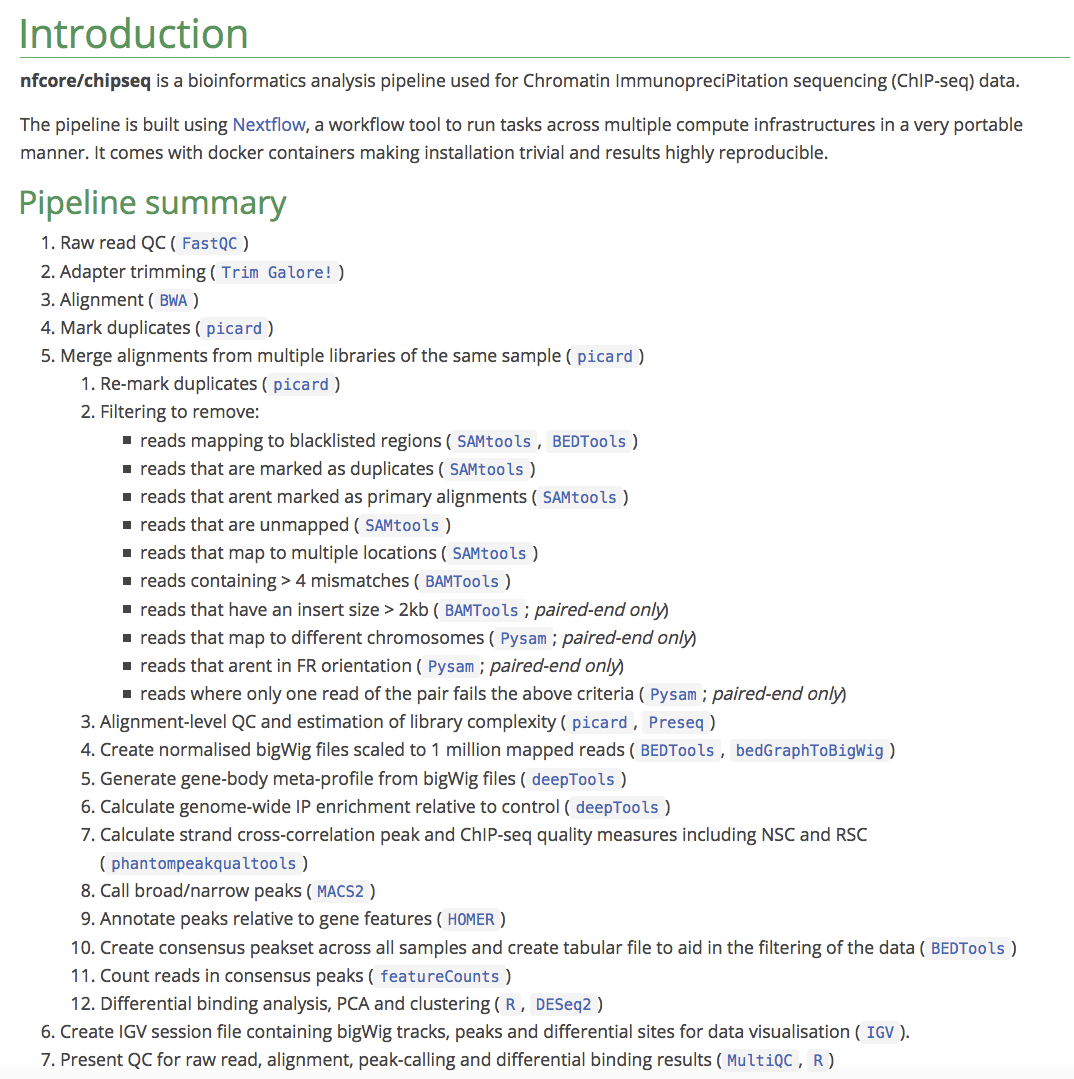 Introduction
nfcore/chipseq is a bioinformatics analysis pipeline used for Chromatin ImmunopreciPitation sequencing (ChIP-seq) data.
The pipeline is built using Nextflow, a workflow tool to run tasks across multiple compute infrastructures in a very portable
manner. It comes with docker containers making installation trivial and results highly reproducible.
Pipeline summary
1. Raw read QC ( FastQC )
2. Adapter trimming ( Trim Galore! )
3. Alignment ( BWA )
4. Mark duplicates ( picard )
5. Merge alignments from multiple libraries of the same sample ( picard )
1. Re-mark duplicates ( picard )
2. Filtering to remove:
▪ reads mapping to blacklisted regions ( SAMtools , BEDTools )
▪ reads that are marked as duplicates ( SAMtools )
▪ reads that arent marked as primary alignments ( SAMtools )
▪ reads that are unmapped ( SAMtools )
▪ reads that map to multiple locations ( SAMtools )
▪ reads containing > 4 mismatches ( BAMTools )
▪ reads that have an insert size > 2kb ( BAMTools ; paired-end only)
▪ reads that map to different chromosomes ( Pysam ; paired-end only)
▪ reads that arent in FR orientation ( Pysam ; paired-end only)
▪ reads where only one read of the pair fails the above criteria ( Pysam ; paired-end only)
3. Alignment-level QC and estimation of library complexity ( picard , Preseq )
4. Create normalised bigWig files scaled to 1 million mapped reads ( BEDTools , bedGraphToBigWig )
5. Generate gene-body meta-profile from bigWig files ( deepTools )
6. Calculate genome-wide IP enrichment relative to control ( deepTools )
7. Calculate strand cross-correlation peak and ChIP-seq quality measures including NSC and RSC
( phantompeakqualtools )
8. Call broad/narrow peaks ( MACS2 )
9. Annotate peaks relative to gene features ( HOMER )
10. Create consensus peakset across all samples and create tabular file to aid in the filtering of the data ( BEDTools )
11. Count reads in consensus peaks ( featureCounts )
12. Differential binding analysis, PCA and clustering ( R , DESeq2 )
6. Create IGV session file containing bigWig tracks, peaks and differential sites for data visualisation ( IGV ).
7. Present QC for raw read, alignment, peak-calling and differential binding results ( MultiQC , R )